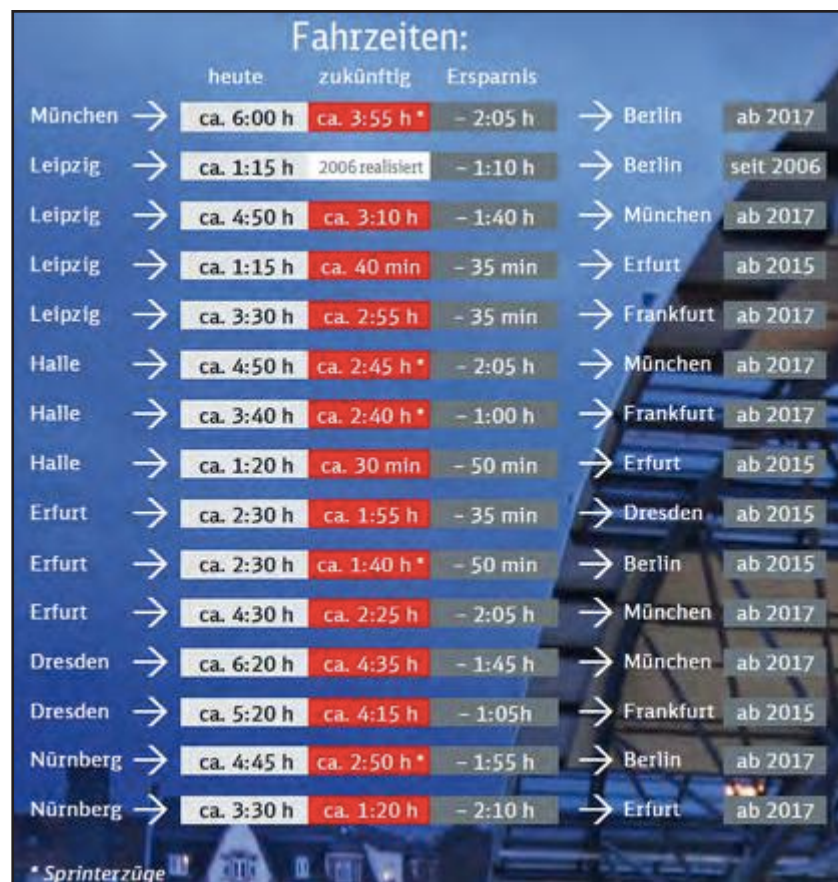 Fahrzeiten:
heute zukünftig Ersparnis
München → ca. 6:00 h ca. 3:55 h * – 2:05 h → Berlin ab 2017
Leipzig → ca. 1:15 h 2006 realisiert – 1:10 h → Berlin seit 2006
Leipzig → ca. 4:50 h ca. 3:10 h – 1:40 h → München ab 2017
Leipzig → ca. 1:15 h ca. 40 min – 35 min → Erfurt ab 2015
Leipzig → ca. 3:30 h ca. 2:55 h – 35 min → Frankfurt ab 2017
Halle → ca. 4:50 h ca. 2:45 h * – 2:05 h → München ab 2017
Halle → ca. 3:40 h ca. 2:40 h * – 1:00 h → Frankfurt ab 2017
Halle → ca. 1:20 h ca. 30 min – 50 min → Erfurt ab 2015
Erfurt → ca. 2:30 h ca. 1:55 h – 35 min → Dresden ab 2015
Erfurt → ca. 2:30 h ca. 1:40 h * – 50 min → Berlin ab 2015
Erfurt → ca. 4:30 h ca. 2:25 h – 2:05 h → München ab 2017
Dresden → ca. 6:20 h ca. 4:35 h – 1:45 h → München ab 2017
Dresden → ca. 5:20 h ca. 4:15 h – 1:05h → Frankfurt ab 2015
Nürnberg → ca. 4:45 h ca. 2:50 h * – 1:55 h → Berlin ab 2017
Nürnberg → ca. 3:30 h ca. 1:20 h – 2:10 h → Erfurt ab 2017
* Sprinterzüge